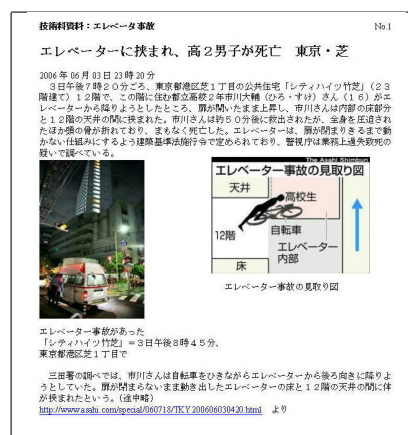 技術科資料：エレベータ事故
No.1
エレベーターに挟まれ、高２男子が死亡　東京・芝
2006年06月03日23時20分
３日午後７時２０分ごろ、東京都港区芝１丁目の公共住宅「シティハイツ竹芝」（２３
階建て）１２階で、この階に住む都立高校２年市川大輔（ひろ・すけ）さん（１６）がエ
レベーターから降りようとしたところ、扉が開いたまま上昇し、市川さんは内部の床部分
と１２階の天井の間に挟まれた。市川さんは約５０分後に救出されたが、全身を圧迫され
たほか頭の骨が折れており、まもなく死亡した。エレベーターは、扉が閉まりきるまで動
かない仕組みにするよう建築基準法施行令で定められており、警視庁は業務上過失致死の
疑いで調べている。
The Asahi Shimbun
エレベーター事故の見取り図
天井
高校生
自転車
12階
エレベーター
内部
床
エレベーター事故の見取り図
エレベーター事故があった
「シティハイツ竹芝」＝３日午後８時４５分、
東京都港区芝１丁目で
三田署の調べでは、市川さんは自転車をひきながらエレベーターから後ろ向きに降りよ
うとしていた。扉が閉まらないまま動き出したエレベーターの床と１２階の天井の間に体
が挟まれたという。（途中略）
http://www.asahi.com/special/060718/TKY200606030420.html　より